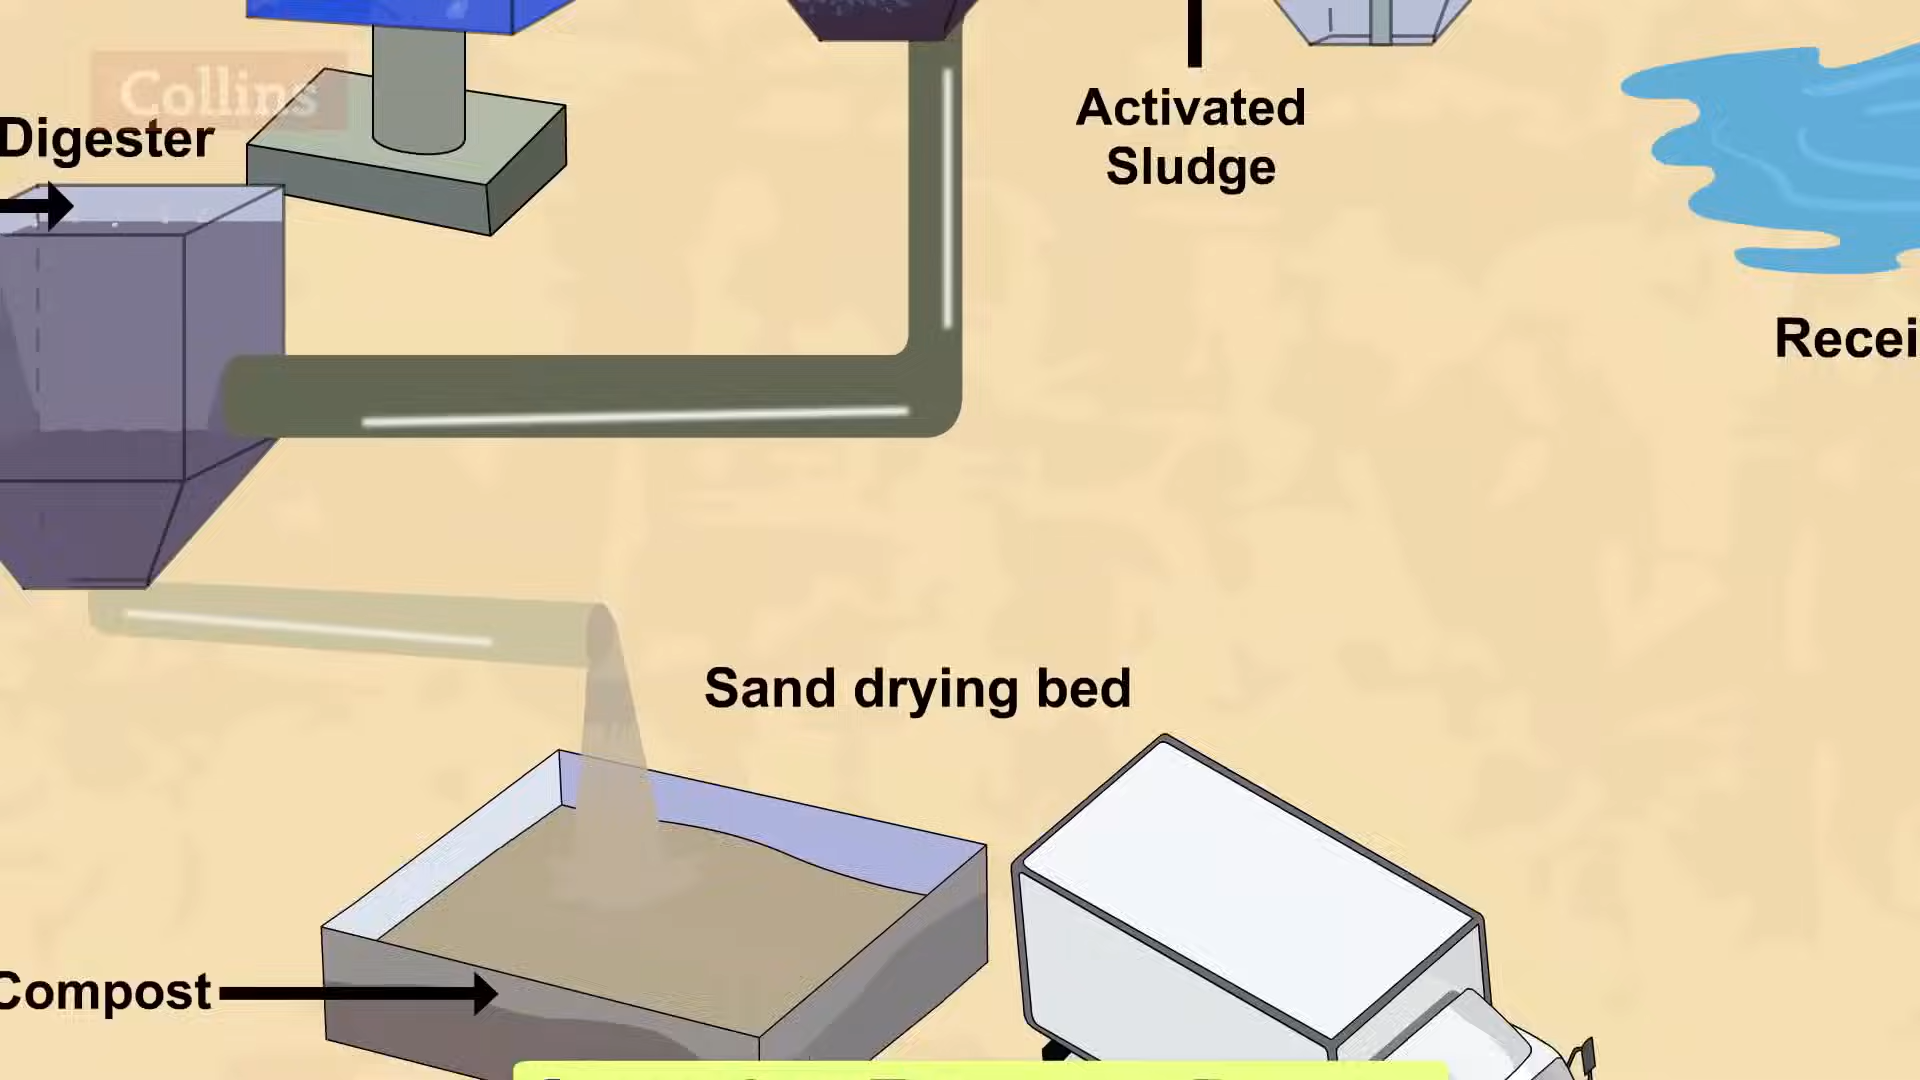 Collins
Digester
Activated
Sludge
Recei
Sand drying bed
Compost